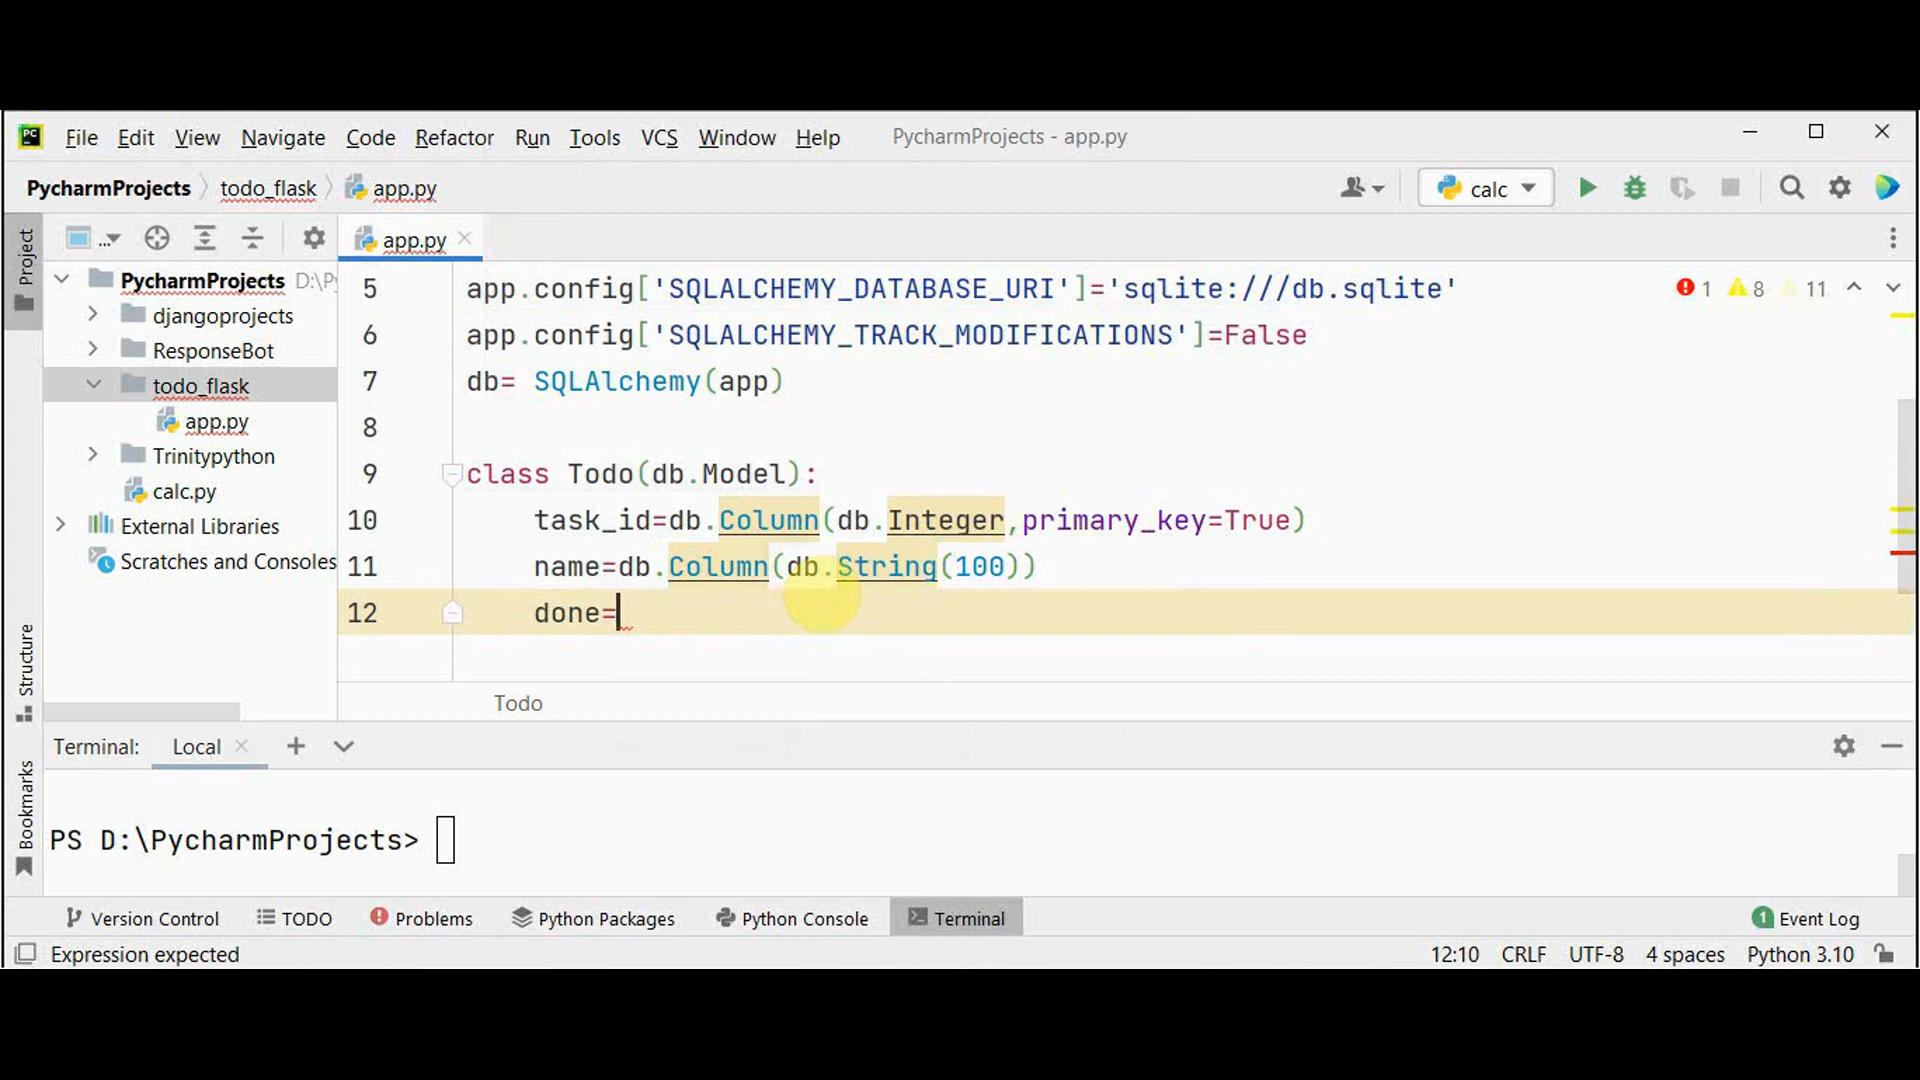 PC File Edit View Navigate Code Refactor Run Tools VCS Window Help PycharmProjects - app.py
PycharmProjects todo_flask app.py calc
... app.py
Project
PycharmProjects D:\Py
djangoprojects
ResponseBot
todo_flask
app.py
Trinitypython
calc.py
External Libraries
Scratches and Consoles
Structure
Bookmarks
1 8 11
5 app.config['SQLALCHEMY_DATABASE_URI']='sqlite:///db.sqlite'
6 app.config['SQLALCHEMY_TRACK_MODIFICATIONS']=False
7 db= SQLAlchemy(app)
8
9 class Todo(db.Model):
10 task_id=db.Column(db.Integer,primary_key=True)
11 name=db.Column(db.String(100))
12 done=
Todo
Terminal: Local
PS D:\PycharmProjects>
Version Control TODO Problems Python Packages Python Console Terminal 1 Event Log
Expression expected 12:10 CRLF UTF-8 4 spaces Python 3.10